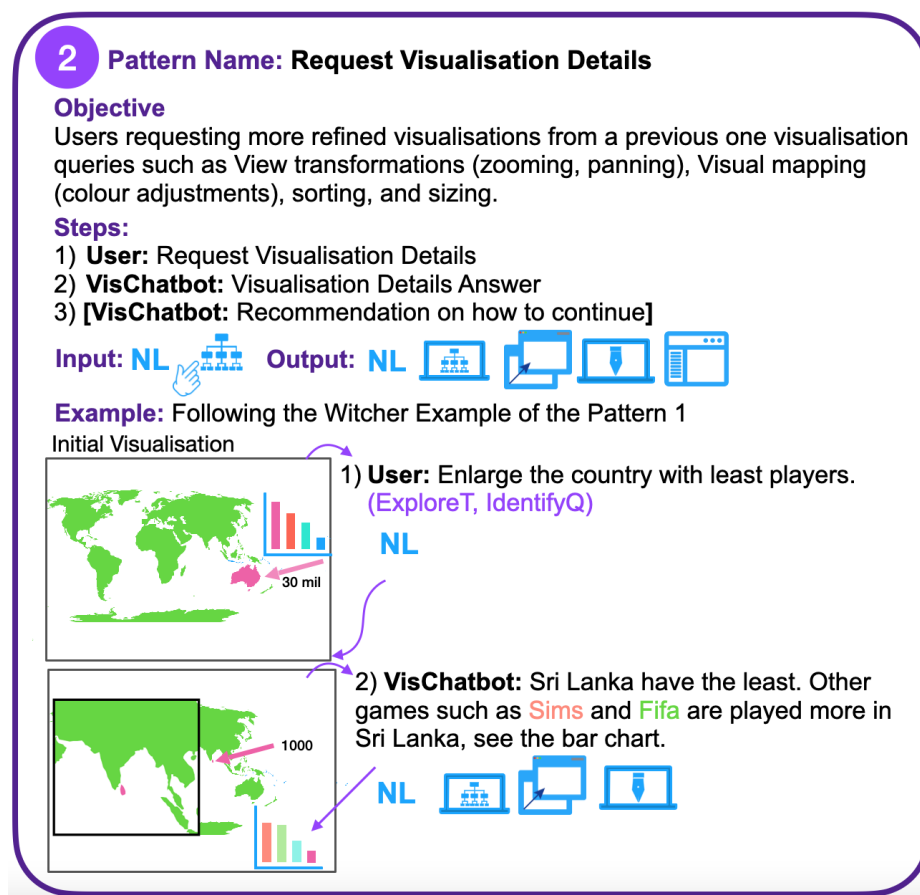 2 Pattern Name: Request Visualisation Details
Objective
Users requesting more refined visualisations from a previous one visualisation
queries such as View transformations (zooming, panning), Visual mapping
(colour adjustments), sorting, and sizing.
Steps:
1) User: Request Visualisation Details
2) VisChatbot: Visualisation Details Answer
3) [VisChatbot: Recommendation on how to continue]
Input: NL Output: NL
Example: Following the Witcher Example of the Pattern 1
Initial Visualisation
1) User: Enlarge the country with least players.
(ExploreT, IdentifyQ)
NL
30 mil
2) VisChatbot: Sri Lanka have the least. Other
games such as Sims and Fifa are played more in
Sri Lanka, see the bar chart.
1000
NL